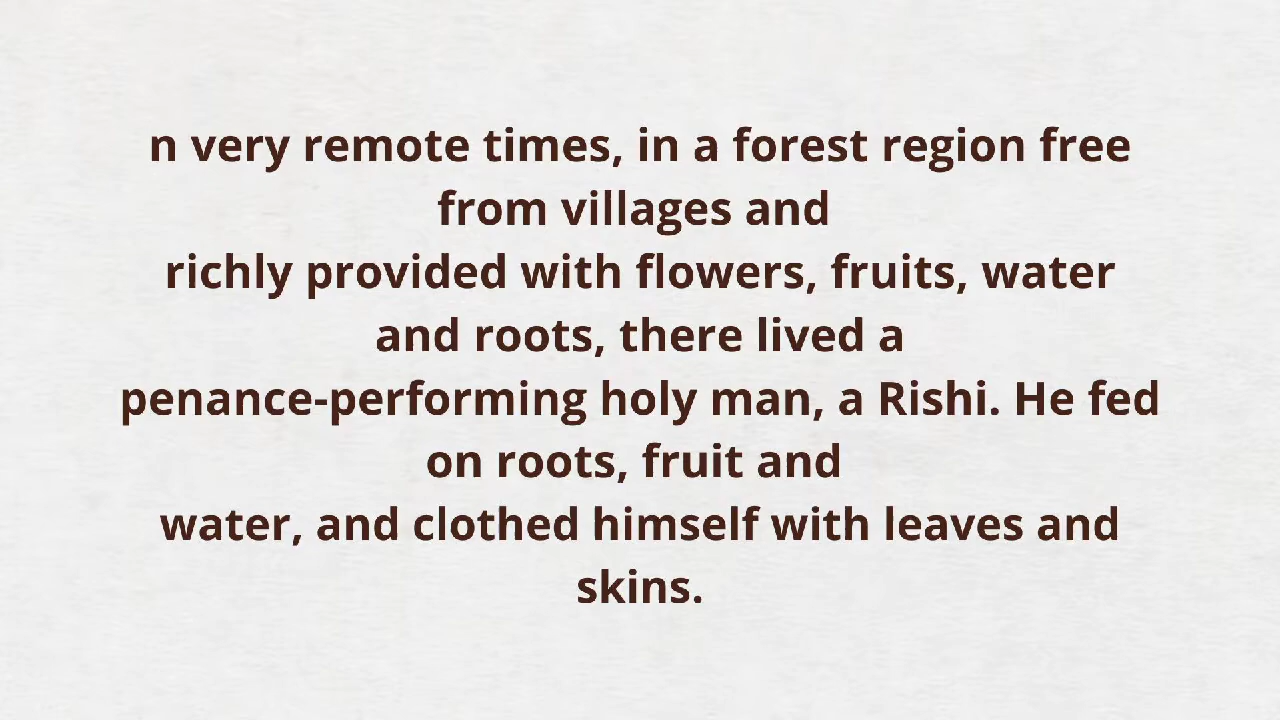 n very remote times, in a forest region free
from villages and
richly provided with flowers, fruits, water
and roots, there lived a
penance-performing holy man, a Rishi. He fed
on roots, fruit and
water, and clothed himself with leaves and
skins.